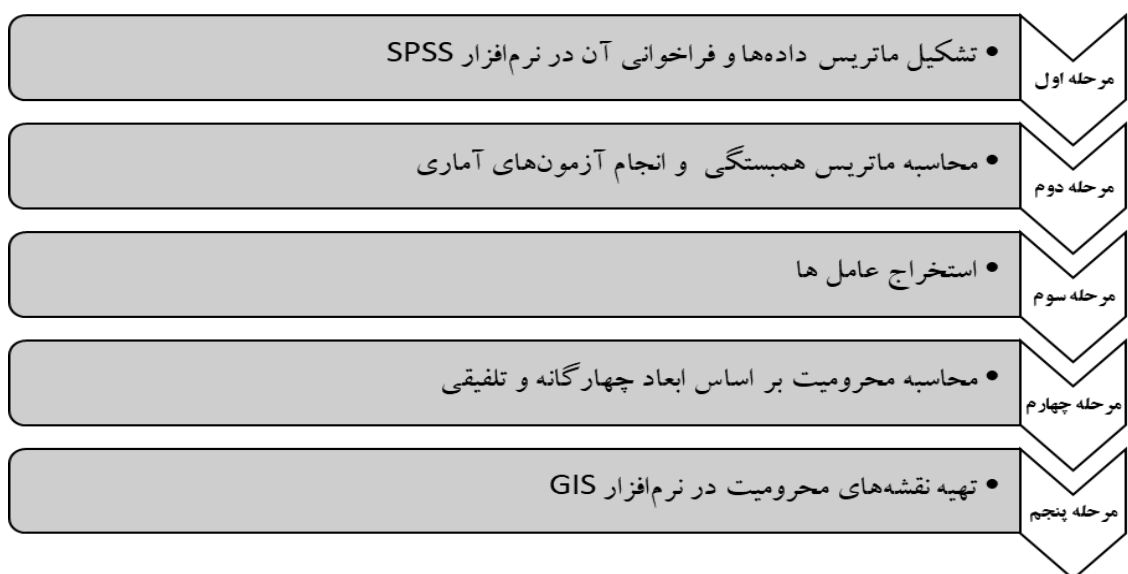 مرحله اول
• تشکیل ماتریس داده‌ها و فراخوانی آن در نرم‌افزار SPSS
مرحله دوم
• محاسبه ماتریس همبستگی و انجام آزمون‌های آماری
مرحله سوم
• استخراج عامل ها
مرحله چهارم
• محاسبه محرومیت بر اساس ابعاد چهارگانه و تلفیقی
مرحله پنجم
• تهیه نقشه‌های محرومیت در نرم‌افزار GIS